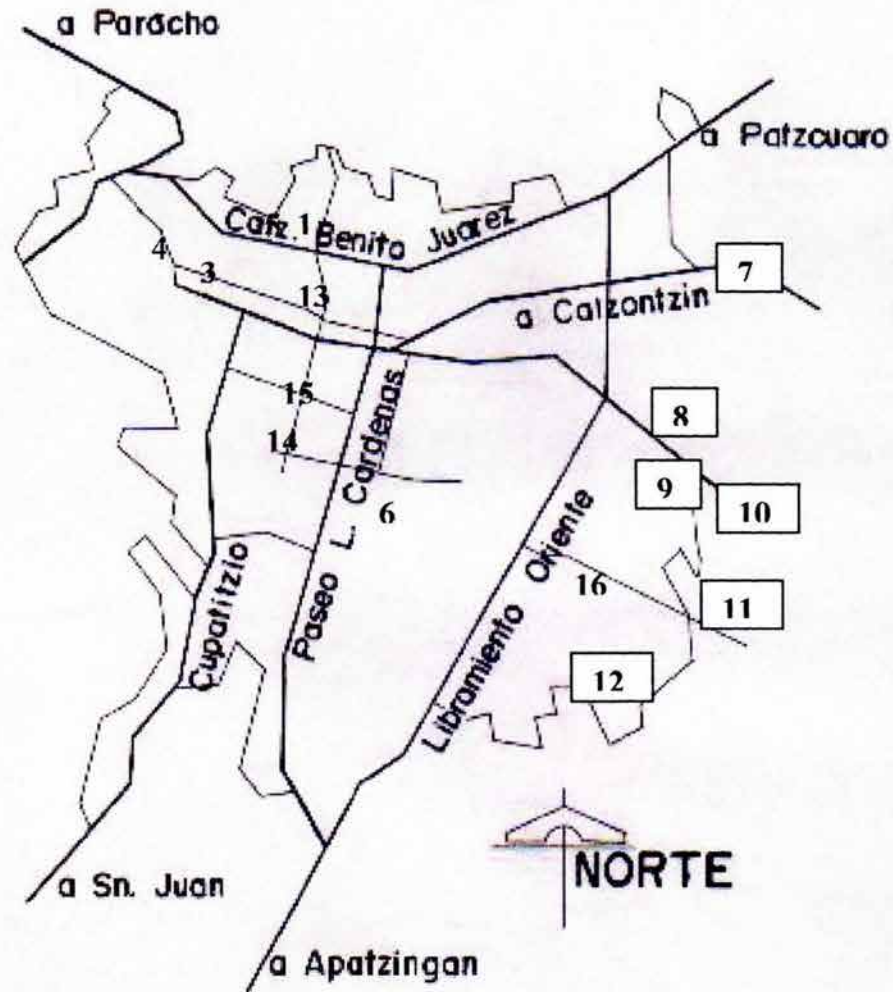 a Parácho
a Patzcuaro
Calz. Benito Juarez
1
4
3
13
7
a Calzontzin
15
14
8
6
9
10
Cupatitzio
Paseo L. Cardenas
Libramiento Oriente
16
11
12
NORTE
a Sn. Juan
a Apatzingan